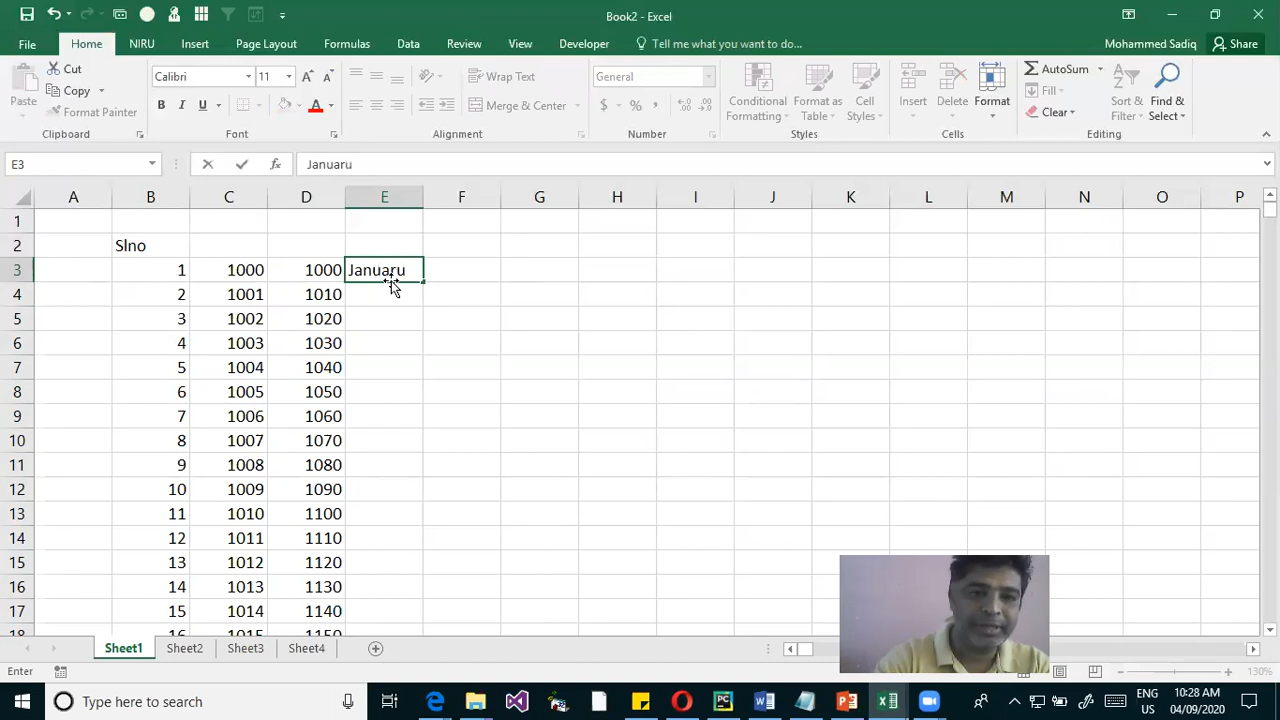 Book2 - Excel
File Home NIRU Insert Page Layout Formulas Data Review View Developer Tell me what you want to do... Mohammed Sadiq Share
Cut
Copy
Format Painter
Paste
Clipboard
Calibri 11
B I U A
Font
Wrap Text
Merge & Center
Alignment
General
$ % ,
Number
Conditional Formatting
Formats Table
Cell Styles
Styles
Insert Delete Format
Cells
AutoSum
Fill
Clear
Sort & Filter
Find & Select
Editing
E3 fx Januaru
A B C D E F G H I J K L M N O P
1
2 Slno
3 1 1000 1000 Januaru
4 2 1001 1010
5 3 1002 1020
6 4 1003 1030
7 5 1004 1040
8 6 1005 1050
9 7 1006 1060
10 8 1007 1070
11 9 1008 1080
12 10 1009 1090
13 11 1010 1100
14 12 1011 1110
15 13 1012 1120
16 14 1013 1130
17 15 1014 1140
18 16 1015 1150
Sheet1 Sheet2 Sheet3 Sheet4
Enter 130%
Type here to search
ENG
US
10:28 AM
04/09/2020